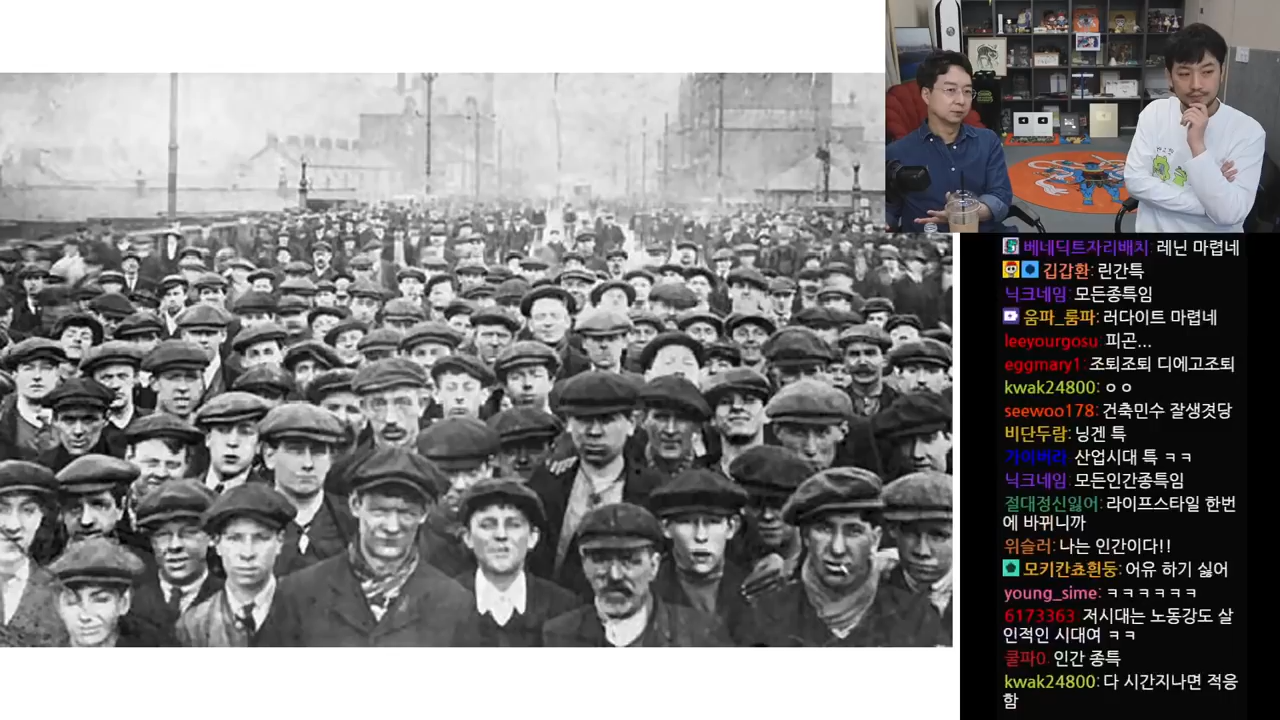 베네딕트자리배치: 레닌 마렵네
김갑환: 린간특
닉크네임: 모든종특임
움파_룸파: 러다이트 마렵네
leeyourgosu: 피곤...
eggmary1: 조퇴조퇴 디에고조퇴
kwak24800: ㅇㅇ
seewoo178: 건축민수 잘생겻당
비단두람: 닝겐 특
가이버라: 산업시대 특 ㅋㅋ
닉크네임: 모든인간종특임
절대정신잃어: 라이프스타일 한번
에 바뀌니까
위슬러: 나는 인간이다!!
모키칸쵸흰둥: 어유 하기 싫어
young_sime: ㅋㅋㅋㅋㅋㅋ
6173363: 저시대는 노동강도 살
인적인 시대여 ㅋㅋ
쿨파0: 인간 종특
kwak24800: 다 시간지나면 적응
함